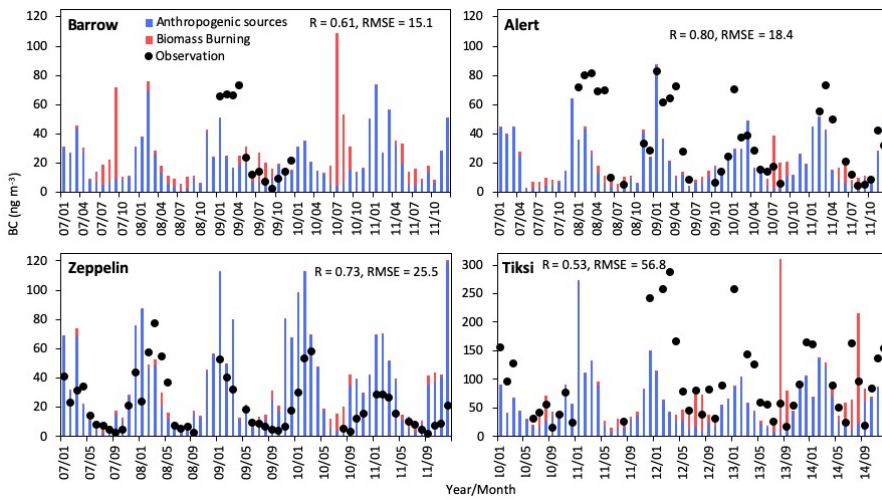 BC (ng m⁻³)
120
100
80
60
40
20
0
Barrow
Anthropogenic sources
Biomass Burning
Observation
R = 0.61, RMSE = 15.1
07/01 07/04 07/07 07/10 08/01 08/04 08/07 08/10 09/01 09/04 09/07 09/10 10/01 10/04 10/07 10/10 11/01 11/04 11/07 11/10
120
100
80
60
40
20
0
Alert
R = 0.80, RMSE = 18.4
07/01 07/04 07/07 07/10 08/01 08/04 08/07 08/10 09/01 09/04 09/07 09/10 10/01 10/04 10/07 10/10 11/01 11/04 11/07 11/10
120
100
80
60
40
20
0
Zeppelin
R = 0.73, RMSE = 25.5
07/01 07/05 07/09 08/01 08/05 08/09 09/01 09/05 09/09 10/01 10/05 10/09 11/01 11/05 11/09
300
250
200
150
100
50
0
Tiksi
R = 0.53, RMSE = 56.8
10/01 10/05 10/09 11/01 11/05 11/09 12/01 12/05 12/09 13/01 13/05 13/09 14/01 14/05 14/09
Year/Month